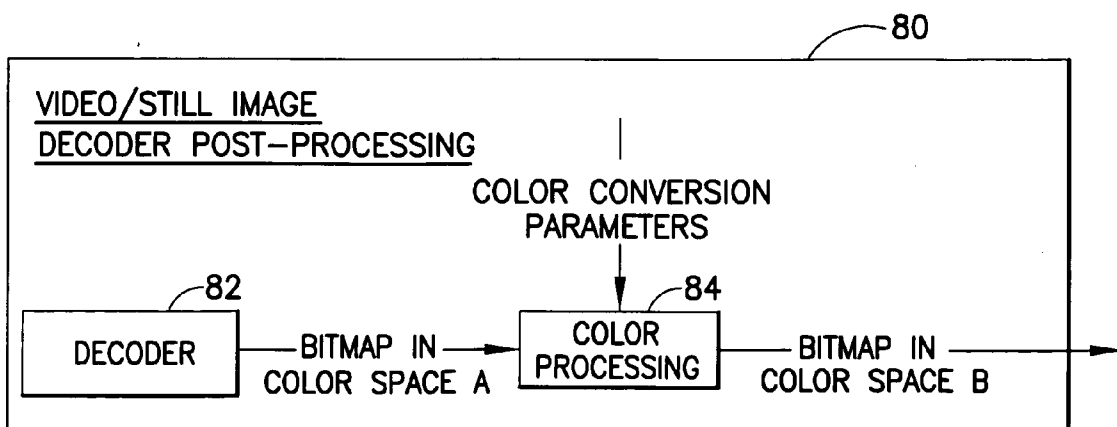 80
VIDEO/STILL IMAGE
DECODER POST-PROCESSING
COLOR CONVERSION
PARAMETERS
82
84
DECODER
BITMAP IN
COLOR SPACE A
COLOR
PROCESSING
BITMAP IN
COLOR SPACE B